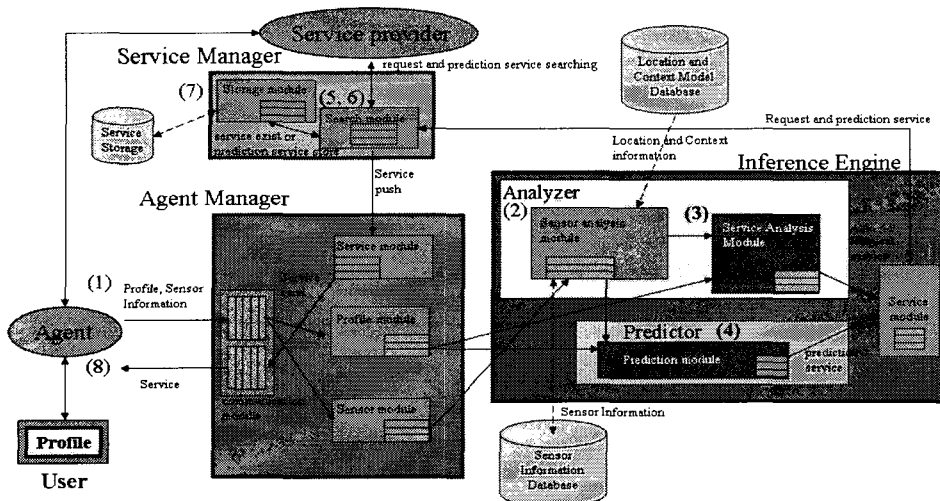 Service provider
Service Manager
request and prediction service searching
(7)
Storage module
(5, 6)
Search module
Service
Storage
service exist or
prediction service store
Location and
Context Model
Database
Request and prediction service
Location and Context
information
Service
push
Inference Engine
Agent Manager
Analyzer
(2)
Sensor analysis
module
(3)
Service Analysis
Module
Service module
(1)
Profile, Sensor
Information
Agent
Profile module
Service
module
Predictor
(4)
Prediction module
prediction
service
(8)
Service
module
Sensor module
Sensor Information
Profile
User
Sensor
Information
Database